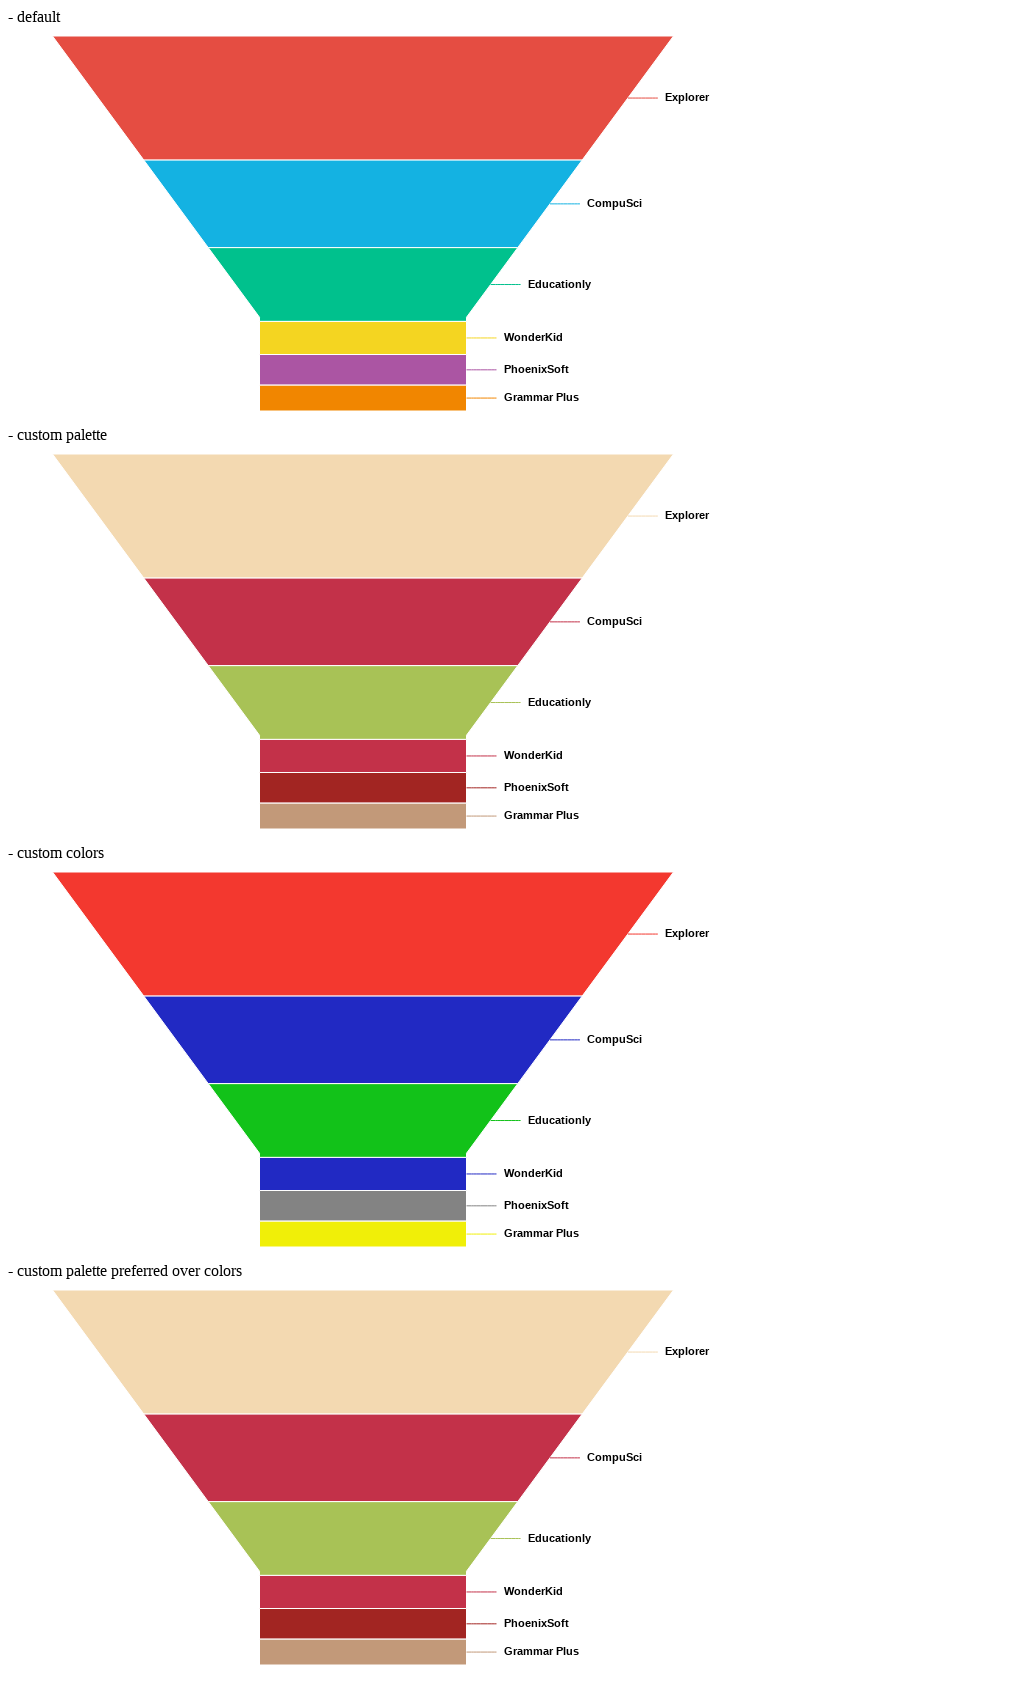 - default
Explorer
CompuSci
Educationly
WonderKid
PhoenixSoft
Grammar Plus
- custom palette
Explorer
CompuSci
Educationly
WonderKid
PhoenixSoft
Grammar Plus
- custom colors
Explorer
CompuSci
Educationly
WonderKid
PhoenixSoft
Grammar Plus
- custom palette preferred over colors
Explorer
CompuSci
Educationly
WonderKid
PhoenixSoft
Grammar Plus